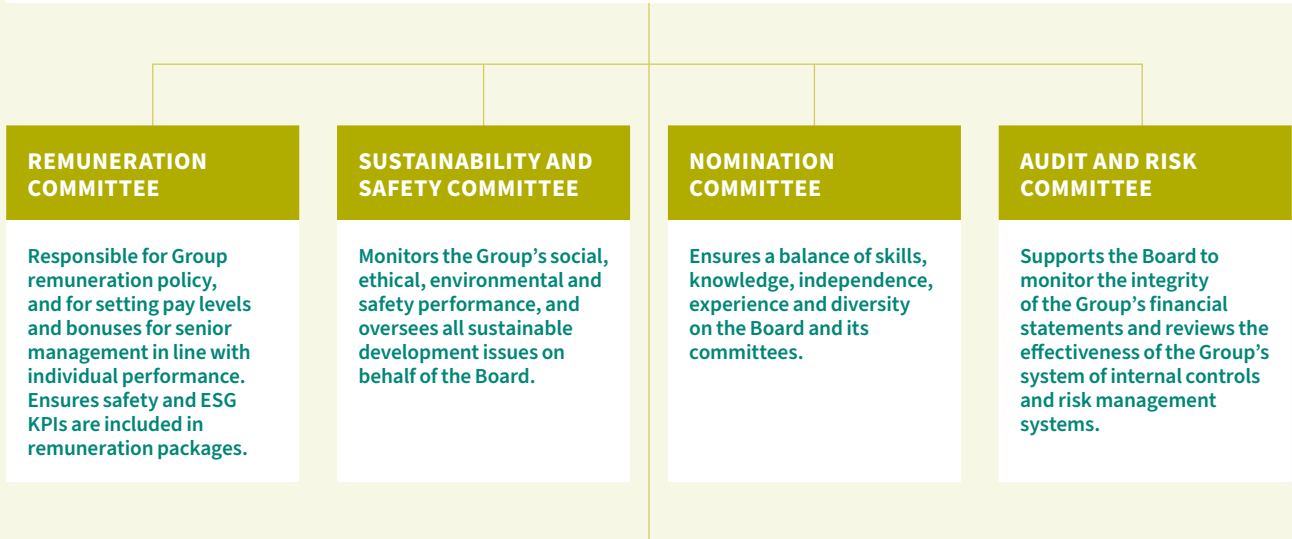 REMUNERATION
COMMITTEE
Responsible for Group
remuneration policy,
and for setting pay levels
and bonuses for senior
management in line with
individual performance.
Ensures safety and ESG
KPIs are included in
remuneration packages.
SUSTAINABILITY AND
SAFETY COMMITTEE
Monitors the Group’s social,
ethical, environmental and
safety performance, and
oversees all sustainable
development issues on
behalf of the Board.
NOMINATION
COMMITTEE
Ensures a balance of skills,
knowledge, independence,
experience and diversity
on the Board and its
committees.
AUDIT AND RISK
COMMITTEE
Supports the Board to
monitor the integrity
of the Group’s financial
statements and reviews the
effectiveness of the Group’s
system of internal controls
and risk management
systems.